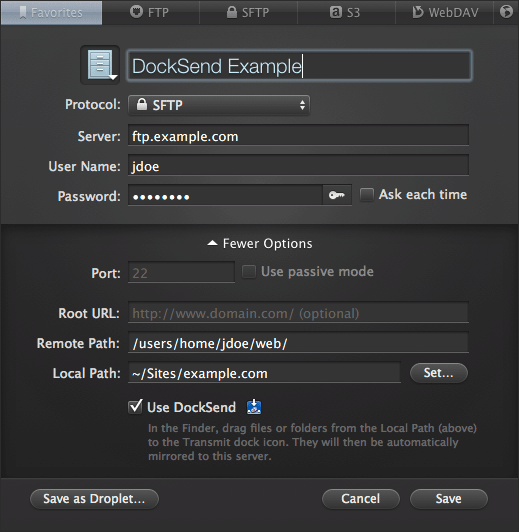 Favorites FTP SFTP S3 WebDAV
DockSend Example
Protocol: SFTP
Server: ftp.example.com
User Name: jdoe
Password: •••••••• Ask each time
Fewer Options
Port: 22 Use passive mode
Root URL: http://www.domain.com/ (optional)
Remote Path: /users/home/jdoe/web/
Local Path: ~/Sites/example.com Set...
Use DockSend
In the Finder, drag files or folders from the Local Path (above)
to the Transmit dock icon. They will then be automatically
mirrored to this server.
Save as Droplet... Cancel Save